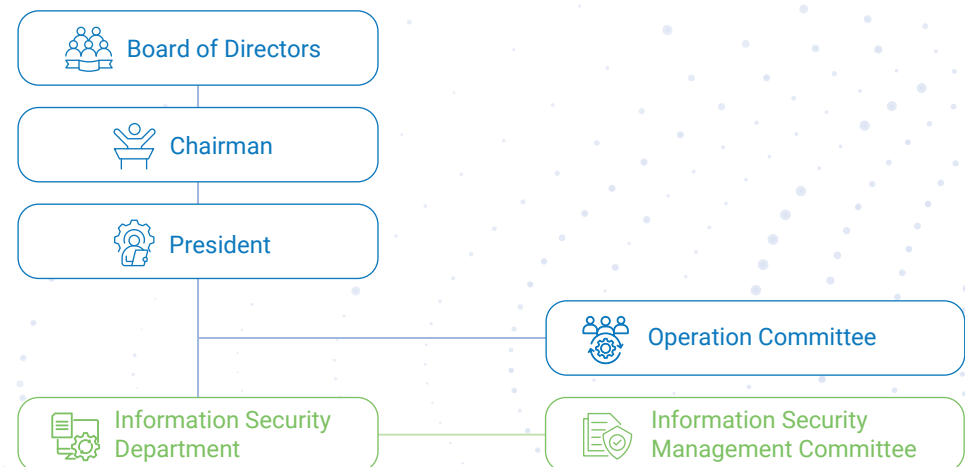 Board of Directors
Chairman
President
Operation Committee
Information Security
Department
Information Security
Management Committee